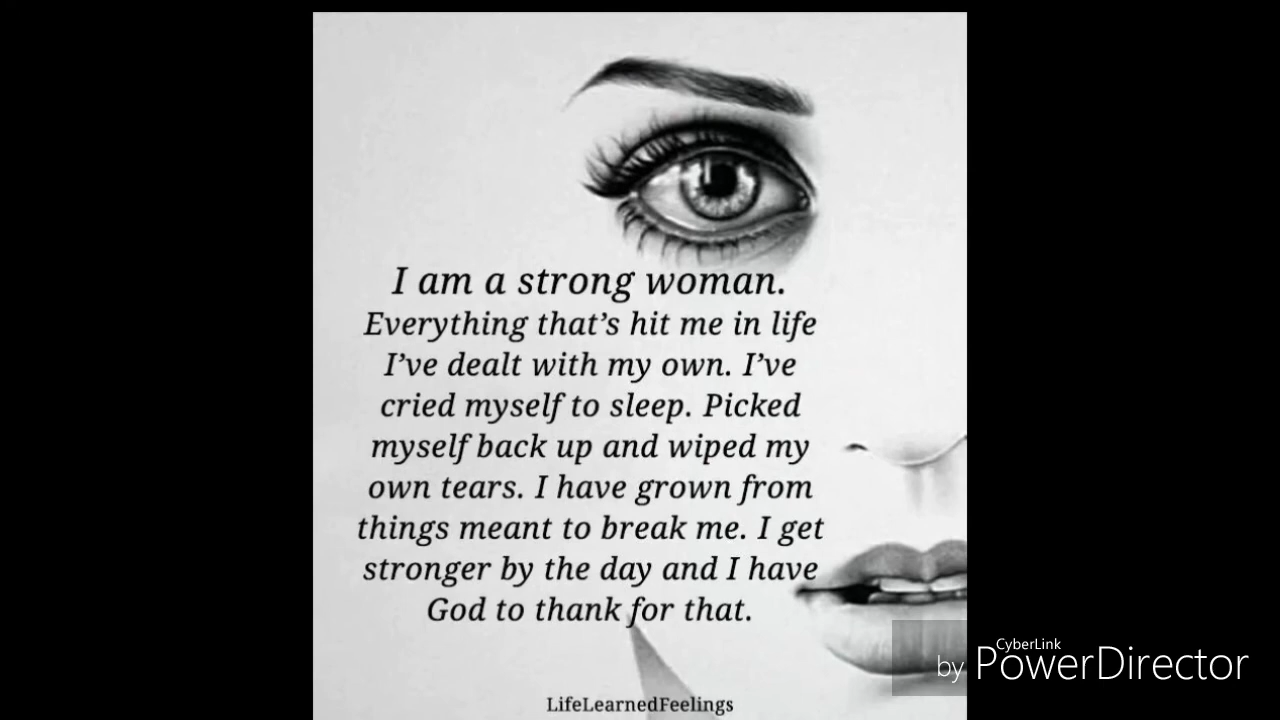 I am a strong woman.
Everything that’s hit me in life
I’ve dealt with my own. I’ve
cried myself to sleep. Picked
myself back up and wiped my
own tears. I have grown from
things meant to break me. I get
stronger by the day and I have
God to thank for that.
LifeLearnedFeelings
CyberLink
by PowerDirector